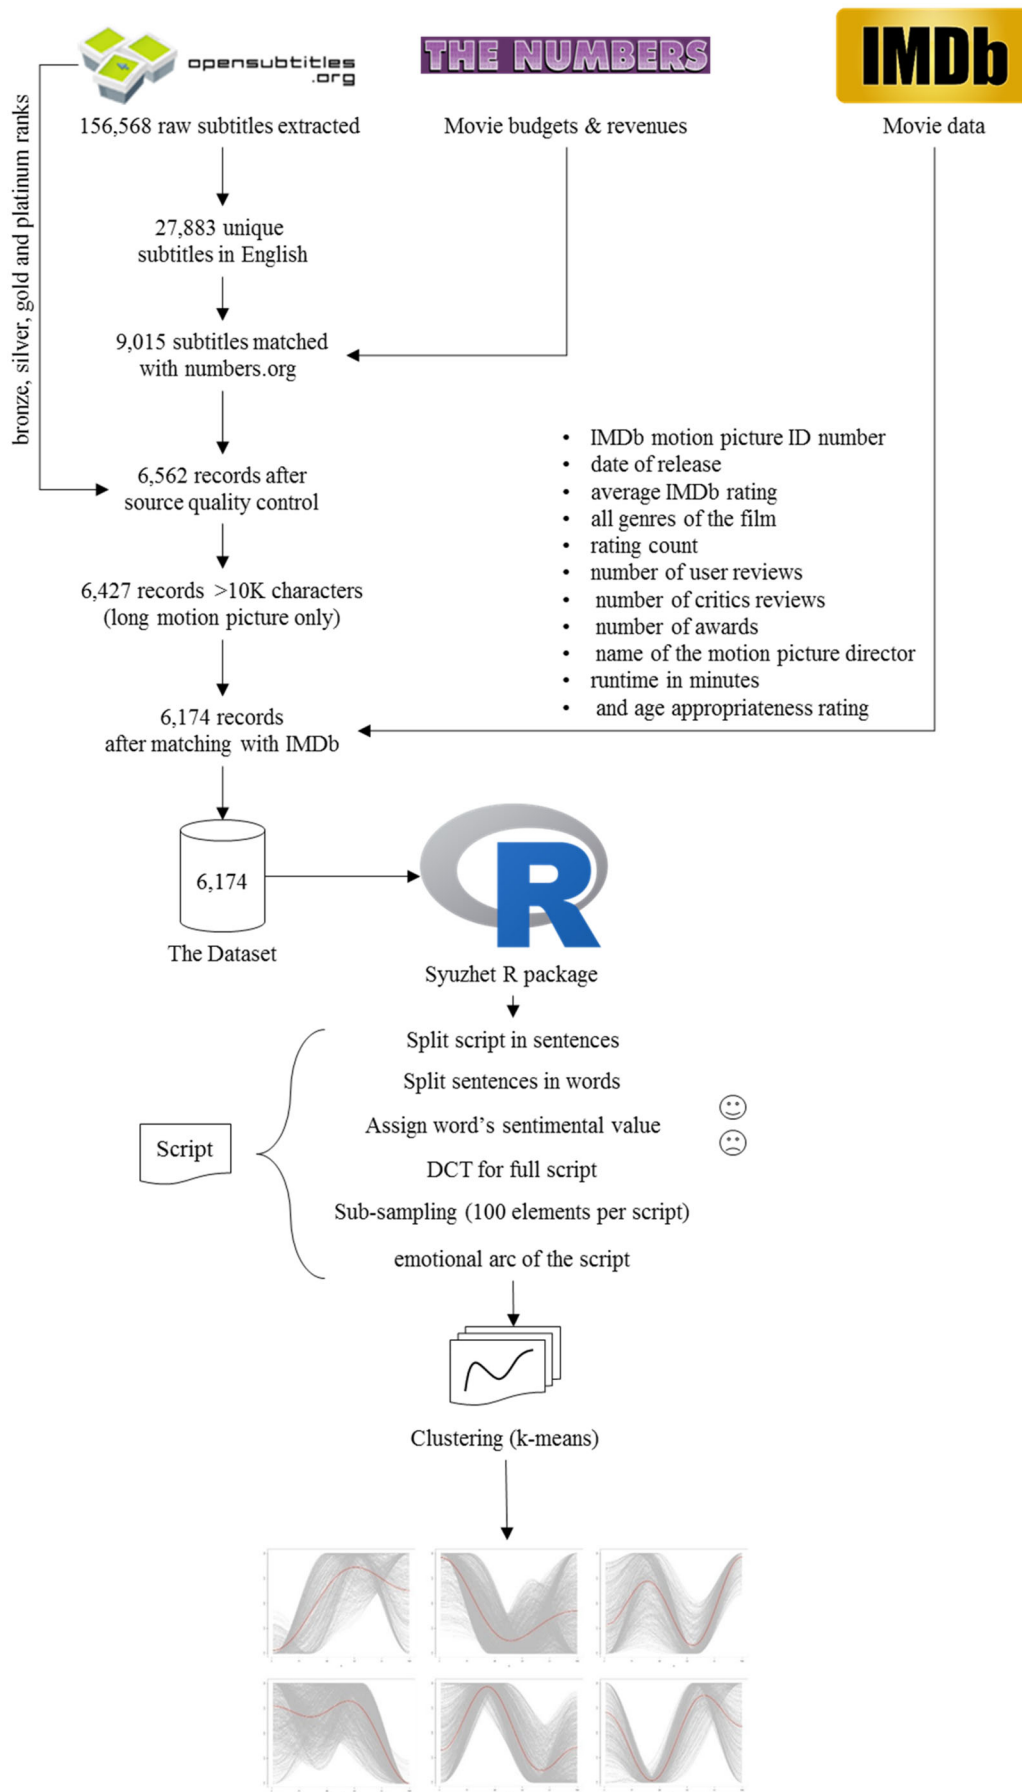 opensubtitles
.org
THE NUMBERS
IMDb
156,568 raw subtitles extracted
Movie budgets & revenues
Movie data
bronze, silver, gold and platinum ranks
27,883 unique
subtitles in English
9,015 subtitles matched
with numbers.org
6,562 records after
source quality control
6,427 records >10K characters
(long motion picture only)
6,174 records
after matching with IMDb
• IMDb motion picture ID number
• date of release
• average IMDb rating
• all genres of the film
• rating count
• number of user reviews
• number of critics reviews
• number of awards
• name of the motion picture director
• runtime in minutes
• and age appropriateness rating
6,174
The Dataset
R
Syuzhet R package
Script
Split script in sentences
Split sentences in words
Assign word's sentimental value
DCT for full script
Sub-sampling (100 elements per script)
emotional arc of the script
Clustering (k-means)